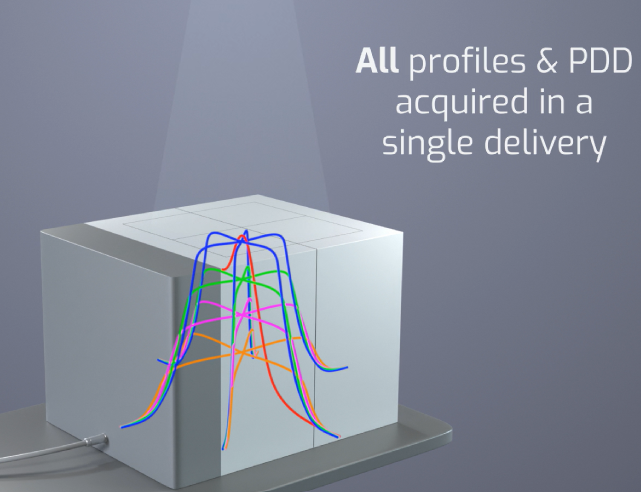 All profiles & PDD
acquired in a
single delivery